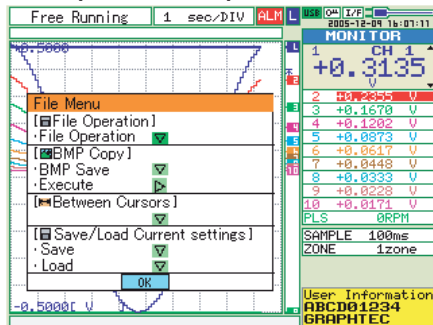 Free Running 1 sec/DIV ALM L USB I/F
2005-12-09 16:01:11
MONITOR
1 CH 1
+0.3135
V
+0.5000
2 +0.2355 V
3 +0.1670 V
4 +0.1202 V
5 +0.0873 V
6 +0.0617 V
7 +0.0448 V
8 +0.0333 V
9 +0.0228 V
10 +0.0171 V
PLS 0RPM
SAMPLE 100ms
ZONE 1zone
User Information
ABCD01234
GRAPHTEC
File Menu
[File Operation]
·File Operation
[BMP Copy]
·BMP Save
·Execute
[Between Cursors]
[Save/Load Current settings]
·Save
·Load
OK
-0.5000[ V ]